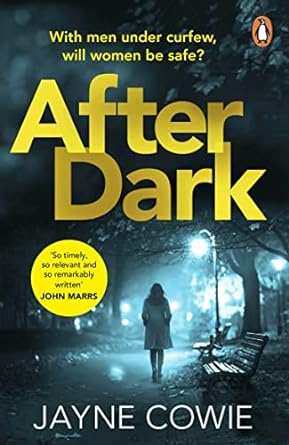 With men under curfew,
will women be safe?
After
Dark
'So timely,
so relevant and
so remarkably
written'
JOHN MARRS
JAYNE COWIE